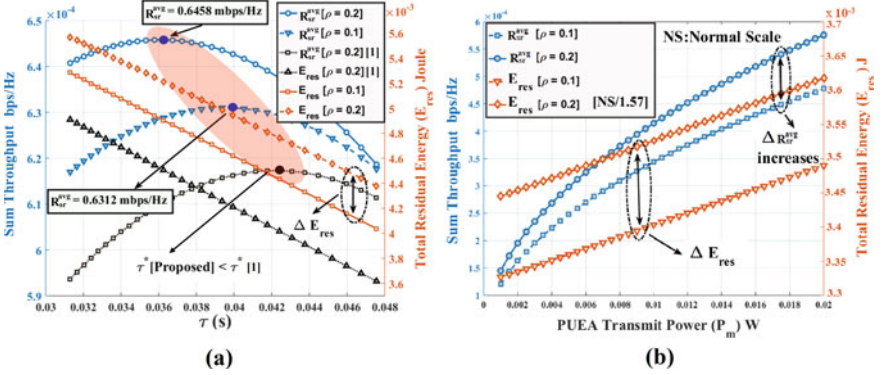 (a)
×10⁻⁴
R_sr^avg=0.6458 mbps/Hz
×10⁻³
6.5
6.4
6.3
6.2
6.1
6
5.9
Sum Throughput bps/Hz
R_sr^avg [ρ = 0.2]
R_sr^avg [ρ = 0.1]
R_sr^avg [ρ = 0.2][1]
E_res [ρ = 0.2][1]
E_res [ρ = 0.1]
E_res [ρ = 0.2]
R_sr^avg=0.6312 mbps/Hz
τ* [Proposed] < τ* [1]
Δ E_res
5.6
5.4
5.2
5
4.8
4.6
4.4
4.2
4
3.8
3.6
Total Residual Energy (E_res) Joule
0.03 0.032 0.034 0.036 0.038 0.04 0.042 0.044 0.046 0.048
τ (s)
(a)
×10⁻⁴
×10⁻³
6
5.5
5
4.5
4
3.5
3
2.5
2
1.5
1
Sum Throughput bps/Hz
R_sr^avg [ρ = 0.1]
R_sr^avg [ρ = 0.2]
E_res [ρ = 0.1]
E_res [ρ = 0.2] [NS/1.57]
NS:Normal Scale
Δ R_sr^avg
increases
Δ E_res
3.7
3.65
3.6
3.55
3.5
3.45
3.4
3.35
3.3
Total Residual Energy (E_res) J
0 0.002 0.004 0.006 0.008 0.01 0.012 0.014 0.016 0.018 0.02
PUEA Transmit Power (P_m) W
(b)